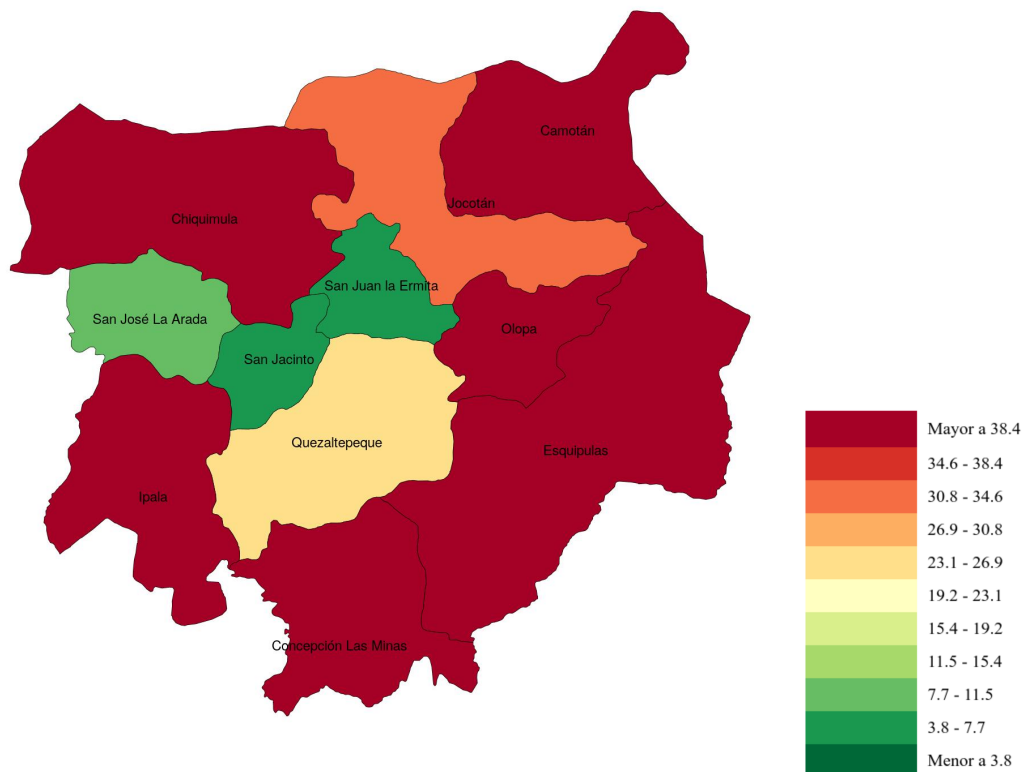 Camotán
Jocotán
Chiquimula
San Juan la Ermita
San José La Arada
Olopa
San Jacinto
Quezaltepeque
Esquipulas
Ipala
Concepción Las Minas
Mayor a 38.4
34.6 - 38.4
30.8 - 34.6
26.9 - 30.8
23.1 - 26.9
19.2 - 23.1
15.4 - 19.2
11.5 - 15.4
7.7 - 11.5
3.8 - 7.7
Menor a 3.8